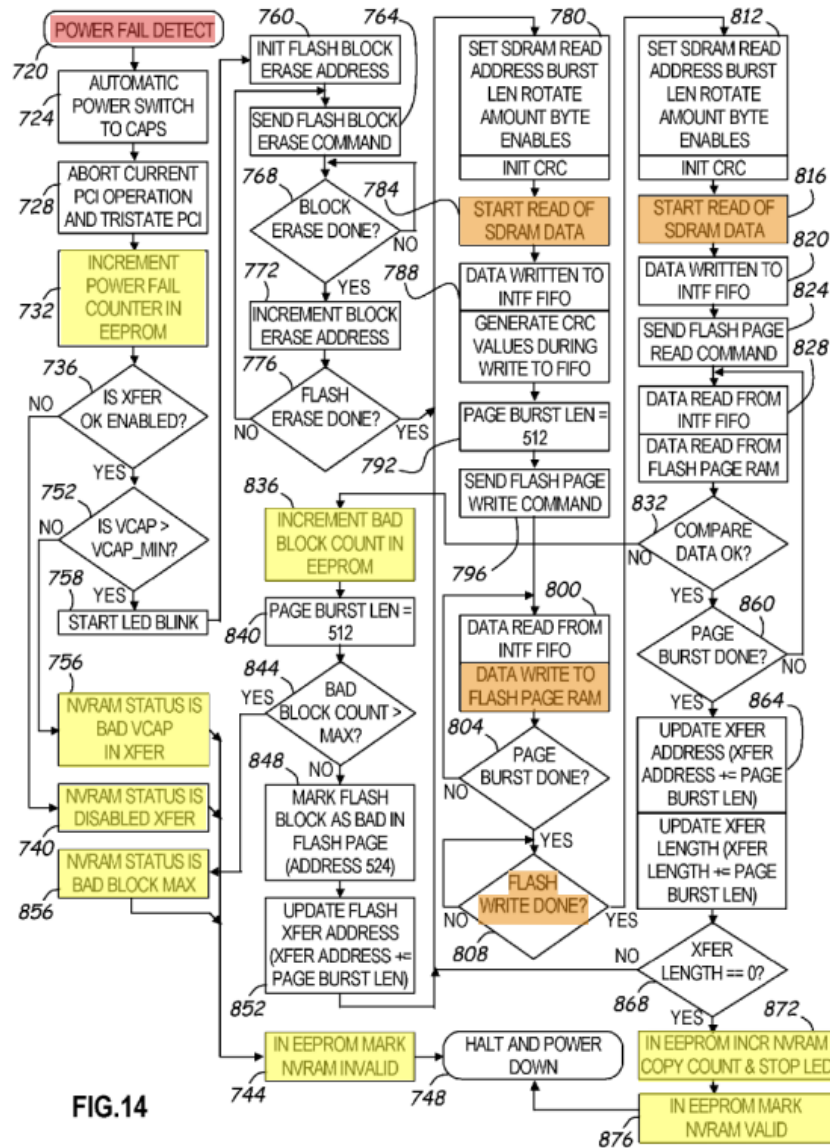 POWER FAIL DETECT
720
AUTOMATIC
POWER SWITCH
TO CAPS
724
ABORT CURRENT
PCI OPERATION
AND TRISTATE PCI
728
INCREMENT
POWER FAIL
COUNTER IN
EEPROM
732
736
IS XFER
OK ENABLED?
NO
YES
752
IS VCAP >
VCAP_MIN?
NO
YES
758
START LED BLINK
756
NVRAM STATUS IS
BAD VCAP
IN XFER
NVRAM STATUS IS
DISABLED XFER
740
NVRAM STATUS IS
BAD BLOCK MAX
856
760
INIT FLASH BLOCK
ERASE ADDRESS
764
SEND FLASH BLOCK
ERASE COMMAND
768
BLOCK
ERASE DONE?
NO
YES
772
INCREMENT BLOCK
ERASE ADDRESS
776
FLASH
ERASE DONE?
NO
YES
836
INCREMENT BAD
BLOCK COUNT IN
EEPROM
PAGE BURST LEN =
512
840
844
YES
BAD
BLOCK COUNT >
MAX?
NO
848
MARK FLASH
BLOCK AS BAD IN
FLASH PAGE
(ADDRESS 524)
UPDATE FLASH
XFER ADDRESS
(XFER ADDRESS +=
PAGE BURST LEN)
852
IN EEPROM MARK
NVRAM INVALID
744
780
SET SDRAM READ
ADDRESS BURST
LEN ROTATE
AMOUNT BYTE
ENABLES
INIT CRC
784
START READ OF
SDRAM DATA
788
DATA WRITTEN TO
INTF FIFO
GENERATE CRC
VALUES DURING
WRITE TO FIFO
PAGE BURST LEN =
512
792
SEND FLASH PAGE
WRITE COMMAND
796
800
DATA READ FROM
INTF FIFO
DATA WRITE TO
FLASH PAGE RAM
804
PAGE
BURST DONE?
NO
YES
FLASH
WRITE DONE?
NO
YES
808
HALT AND POWER
DOWN
748
812
SET SDRAM READ
ADDRESS BURST
LEN ROTATE
AMOUNT BYTE
ENABLES
INIT CRC
816
START READ OF
SDRAM DATA
820
DATA WRITTEN TO
INTF FIFO
824
SEND FLASH PAGE
READ COMMAND
828
DATA READ FROM
INTF FIFO
DATA READ FROM
FLASH PAGE RAM
832
COMPARE
DATA OK?
NO
YES
860
PAGE
BURST DONE?
NO
YES
864
UPDATE XFER
ADDRESS (XFER
ADDRESS += PAGE
BURST LEN)
UPDATE XFER
LENGTH (XFER
LENGTH += PAGE
BURST LEN)
NO
XFER
LENGTH == 0?
868
YES
872
IN EEPROM INCR NVRAM
COPY COUNT & STOP LED
IN EEPROM MARK
NVRAM VALID
876
FIG.14